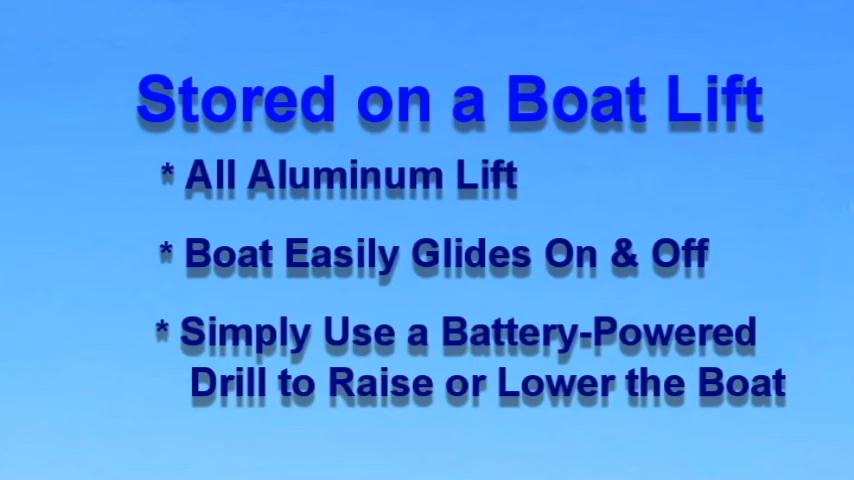 Stored on a Boat Lift
* All Aluminum Lift
* Boat Easily Glides On & Off
* Simply Use a Battery-Powered
Drill to Raise or Lower the Boat